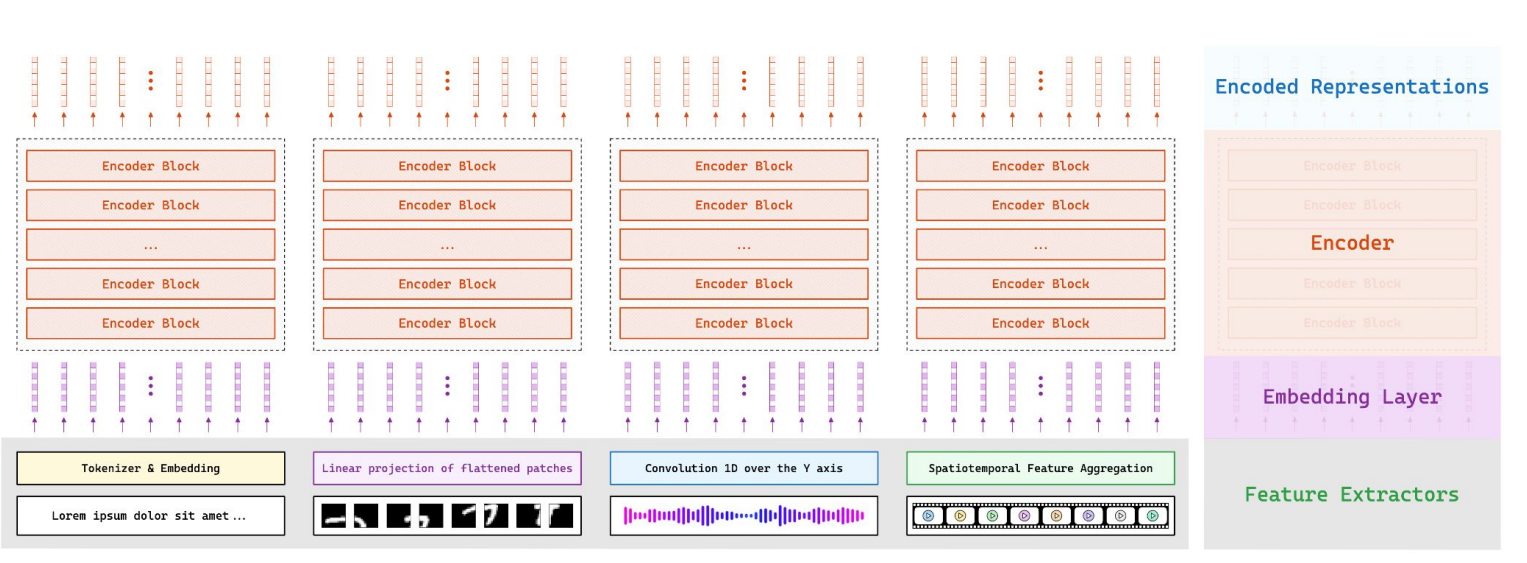 Encoded Representations
Encoder Block Encoder Block Encoder Block Encoder Block Encoder Block
Encoder Block Encoder Block Encoder Block Encoder Block Encoder Block
... ... ... ... Encoder
Encoder Block Encoder Block Encoder Block Encoder Block Encoder Block
Encoder Block Encoder Block Encoder Block Encoder Block Encoder Block
Embedding Layer
Tokenizer & Embedding Linear projection of flattened patches Convolution 1D over the Y axis Spatiotemporal Feature Aggregation
Feature Extractors
Lorem ipsum dolor sit amet...